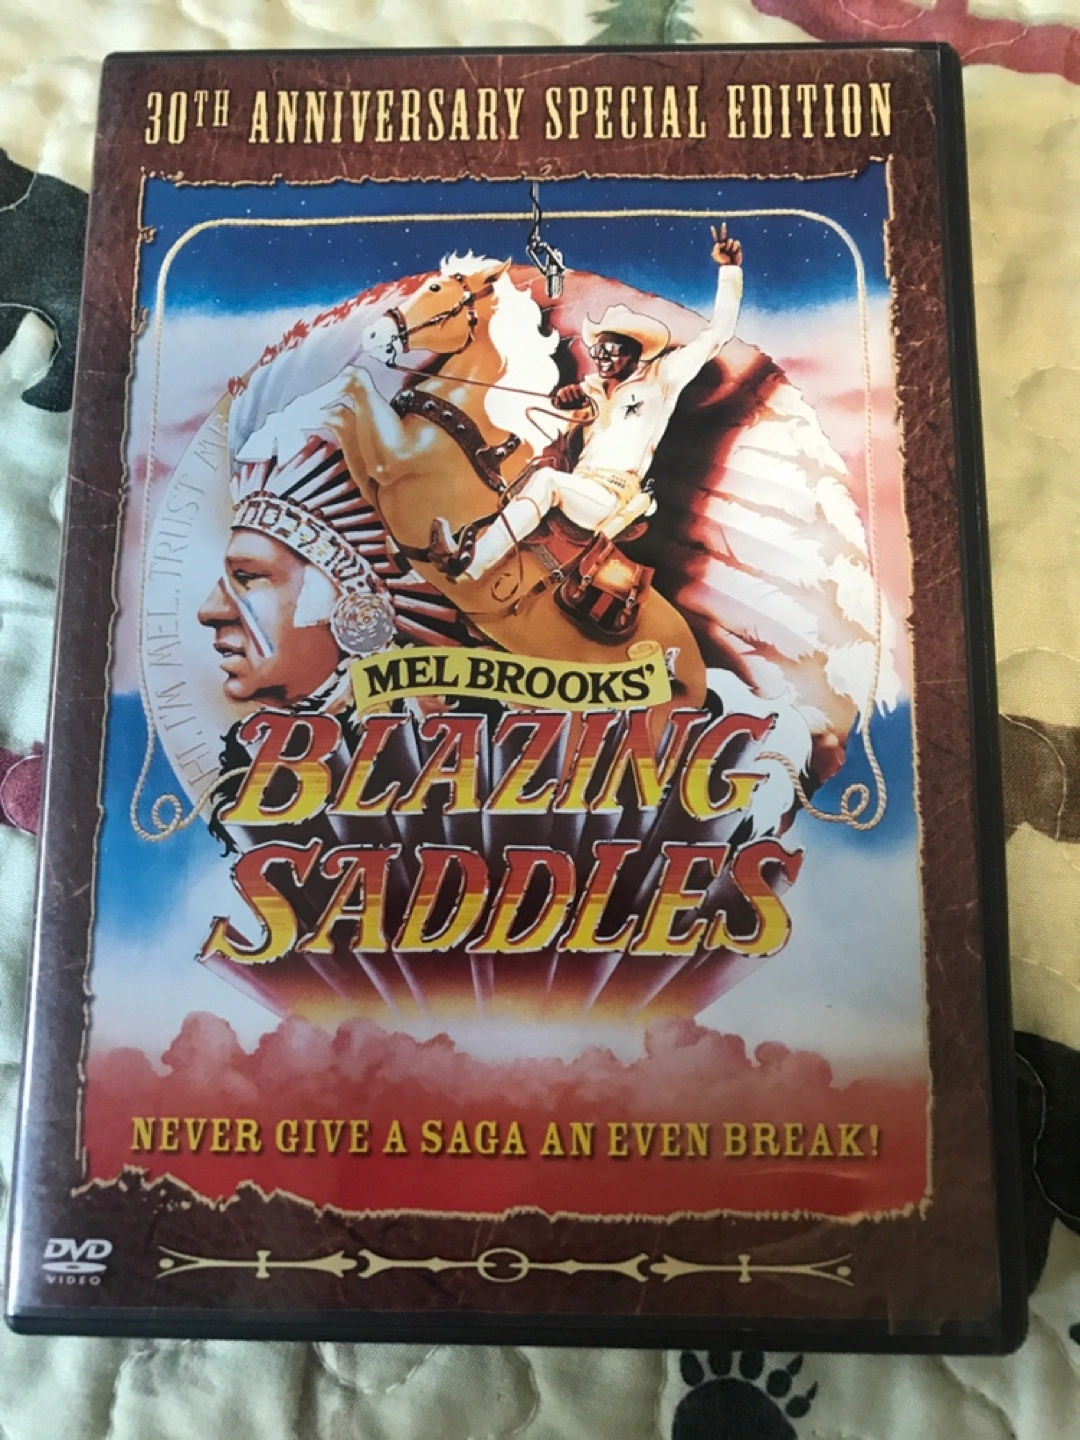 30TH ANNIVERSARY SPECIAL EDITION
HI, I'M MEL, TRUST ME
MEL BROOKS'
BLAZING
SADDLES
NEVER GIVE A SAGA AN EVEN BREAK!
DVD
VIDEO